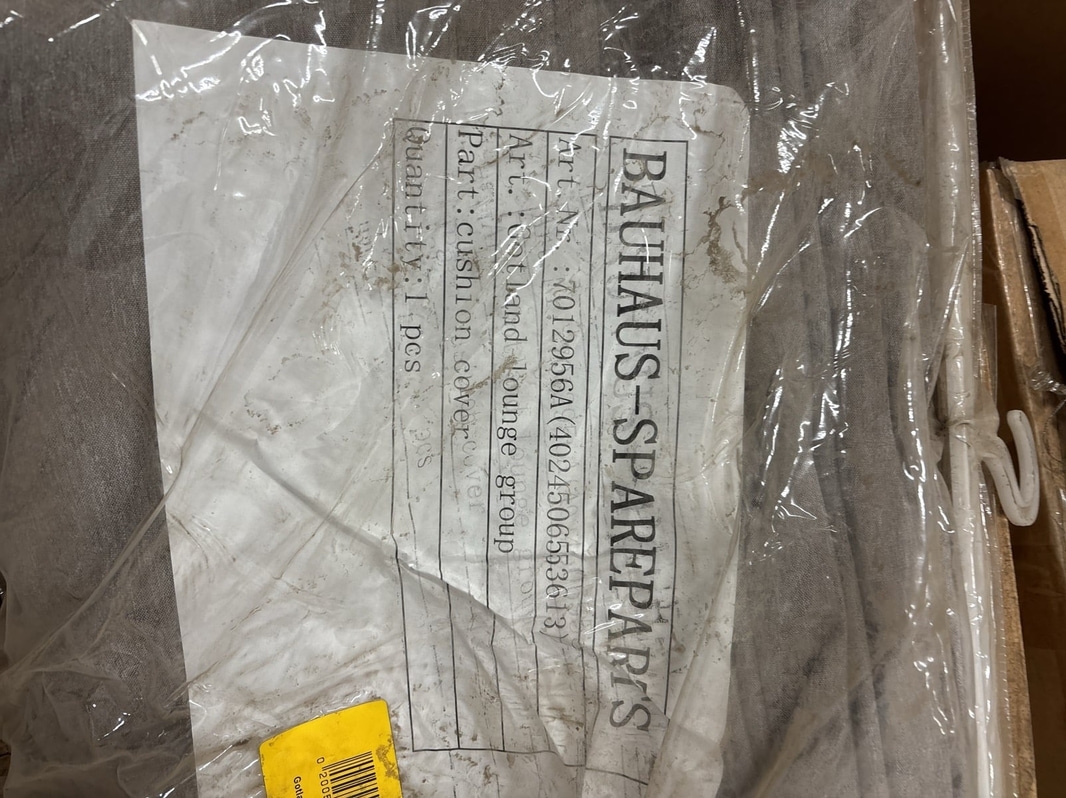 BAUHAUS-SPAREPARTS
Art.Nr.:7012956A(4024506553613)
Art.:Gotland lounge group
Part:cushion cover
Quantity:1 pcs